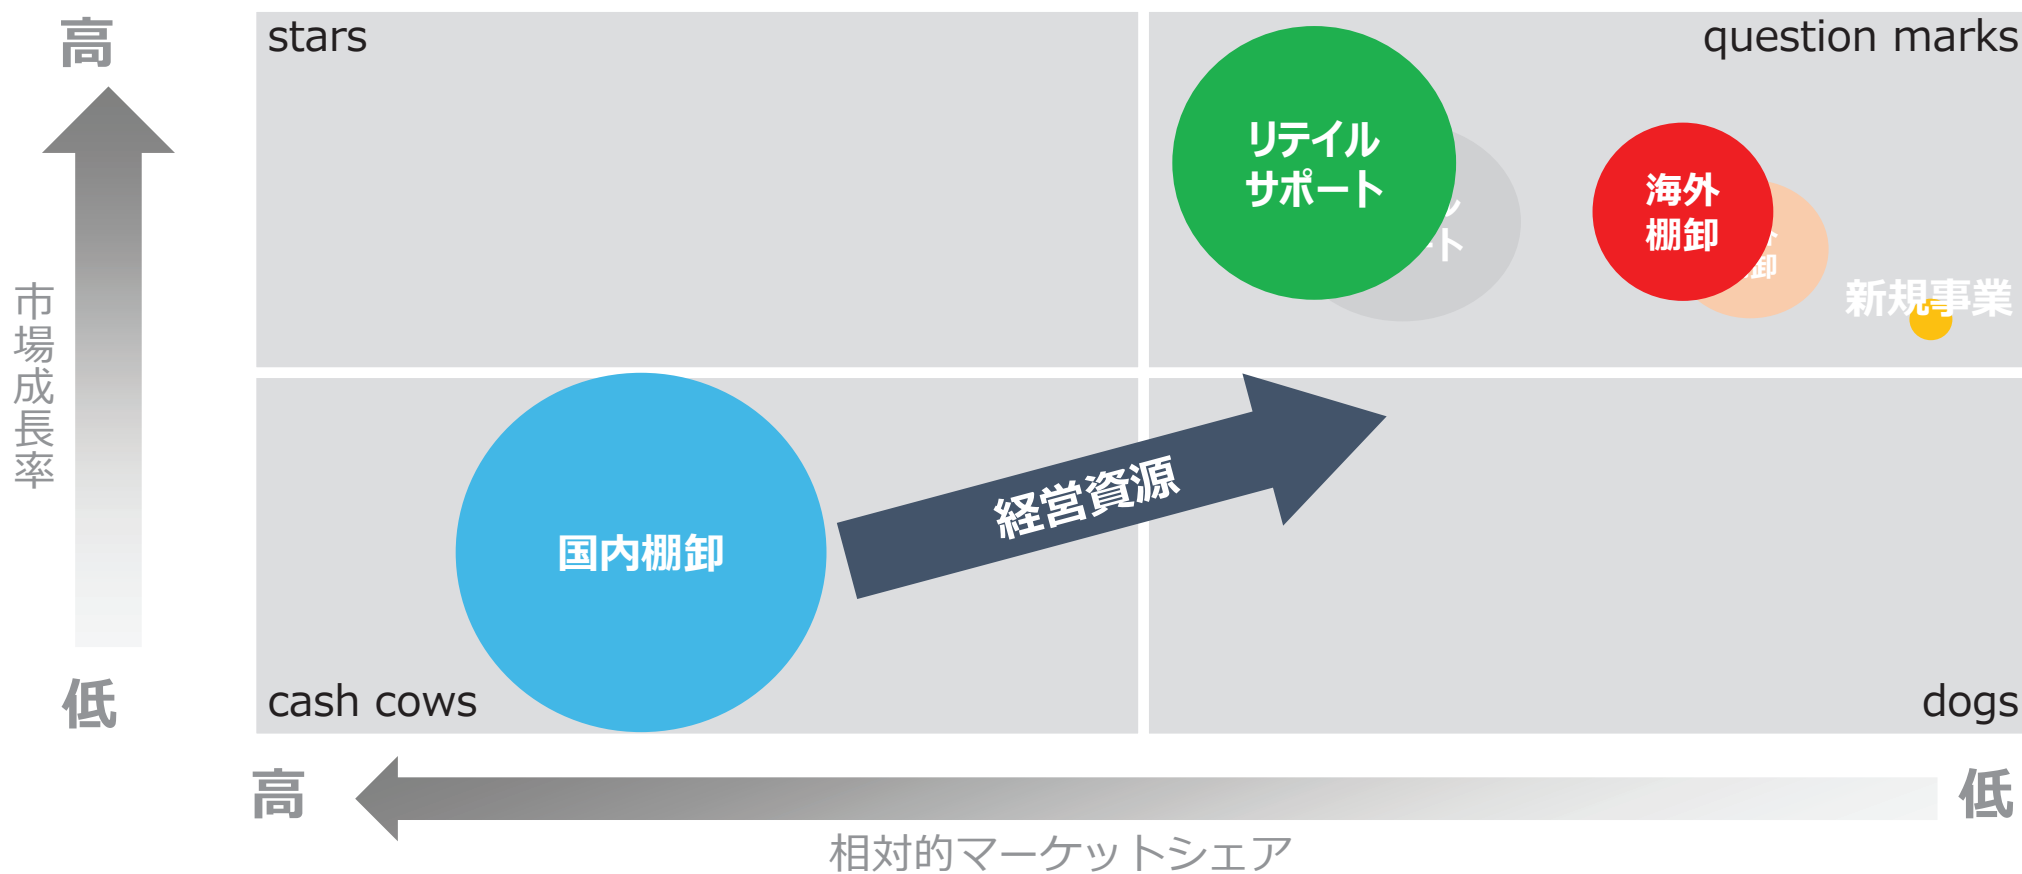 高
stars
question marks
リテイル
サポート
海外
棚卸
新規事業
市場成長率
経営資源
国内棚卸
低
cash cows
dogs
高
低
相対的マーケットシェア